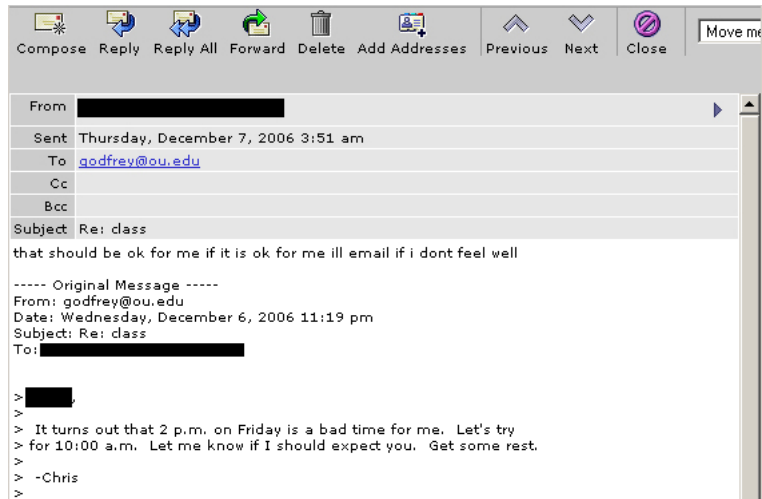 Compose Reply Reply All Forward Delete Add Addresses Previous Next Close Move me
From
Sent Thursday, December 7, 2006 3:51 am
To godfrey@ou.edu
Cc
Bcc
Subject Re: class
that should be ok for me if it is ok for me ill email if i dont feel well
----- Original Message -----
From: godfrey@ou.edu
Date: Wednesday, December 6, 2006 11:19 pm
Subject: Re: class
To:
> ,
>
> It turns out that 2 p.m. on Friday is a bad time for me. Let's try
> for 10:00 a.m. Let me know if I should expect you. Get some rest.
>
> -Chris
>